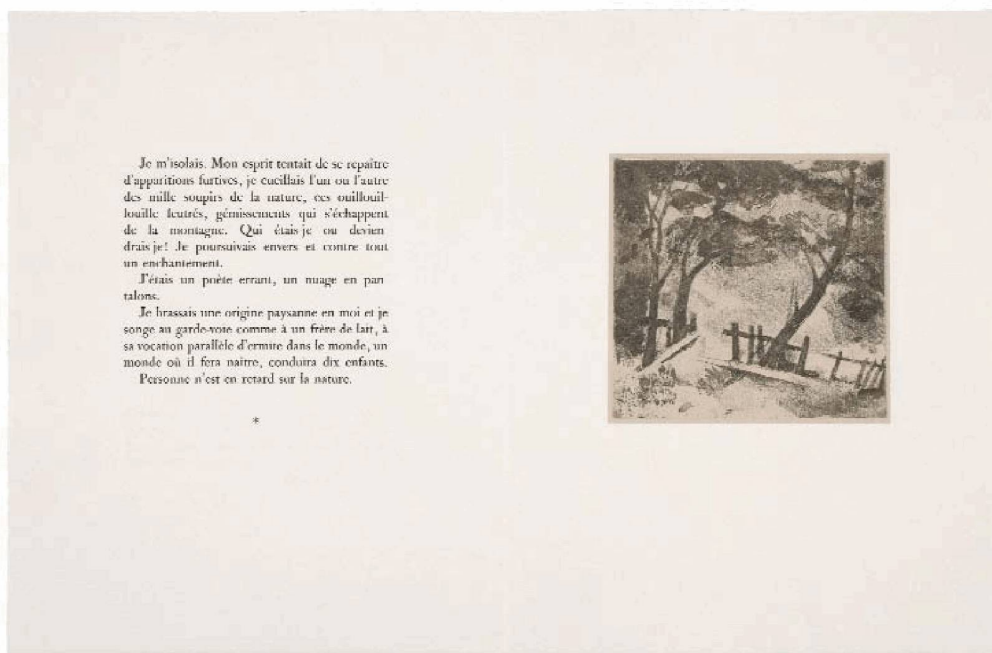 Je m'isolais. Mon esprit tentait de se repaître
d'apparitions furtives, je cueillais l'un ou l'autre
des mille soupirs de la nature, ces ouillouil-
louille feutrés, gémissements qui s'échappent
de la montagne. Qui étais-je ou devien-
drais-je! Je poursuivais envers et contre tout
un enchantement.
J'étais un poète errant, un nuage en pan-
talons.
Je brassais une origine paysanne en moi et je
songe au garde-voie comme à un frère de lait, à
sa vocation parallèle d'ermite dans le monde, un
monde où il fera naître, conduira dix enfants.
Personne n'est en retard sur la nature.
*